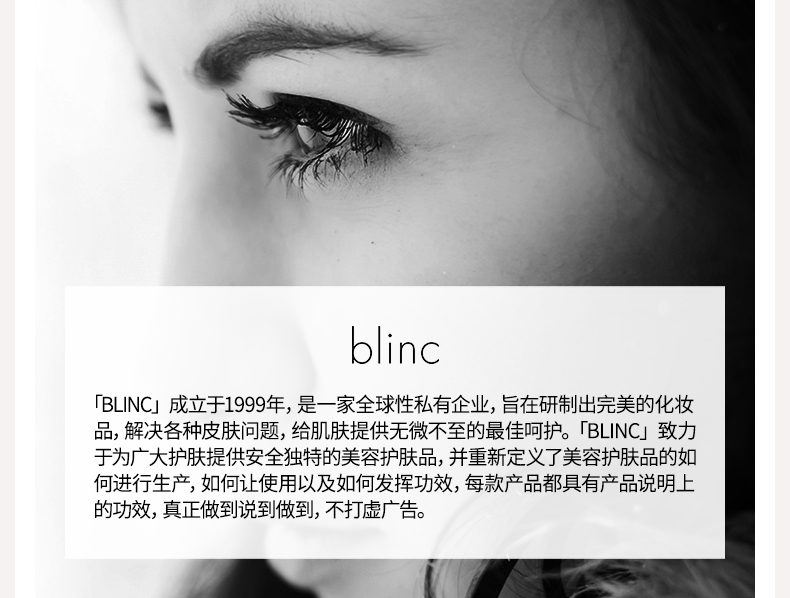 blinc
「BLINC」成立于1999年，是一家全球性私有企业，旨在研制出完美的化妆
品，解决各种皮肤问题，给肌肤提供无微不至的最佳呵护。「BLINC」致力
于为广大护肤提供安全独特的美容护肤品，并重新定义了美容护肤品的如
何进行生产，如何让使用以及如何发挥功效，每款产品都具有产品说明上
的功效，真正做到说到做到，不打虚广告。